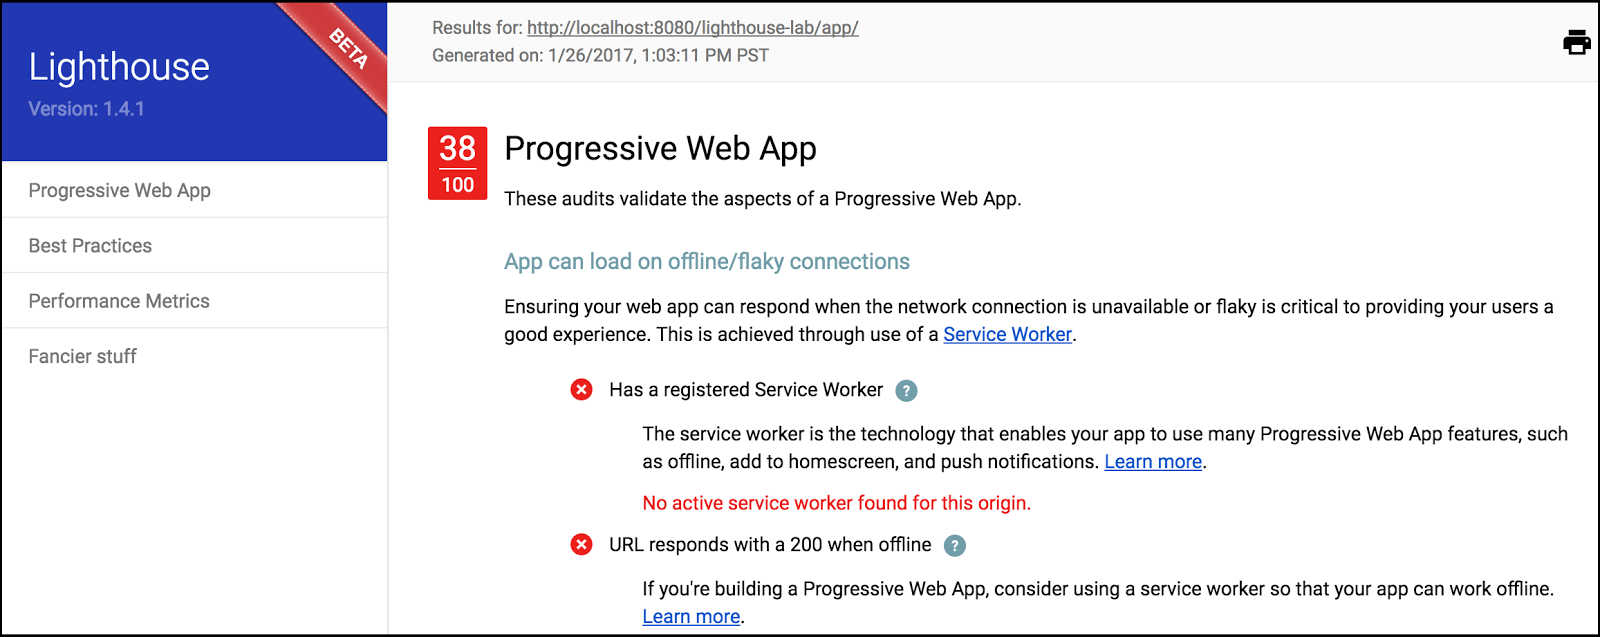 Lighthouse
Version: 1.4.1
BETA
Progressive Web App
Best Practices
Performance Metrics
Fancier stuff
Results for: http://localhost:8080/lighthouse-lab/app/
Generated on: 1/26/2017, 1:03:11 PM PST
38
100
Progressive Web App
These audits validate the aspects of a Progressive Web App.
App can load on offline/flaky connections
Ensuring your web app can respond when the network connection is unavailable or flaky is critical to providing your users a
good experience. This is achieved through use of a Service Worker.
Has a registered Service Worker ?
The service worker is the technology that enables your app to use many Progressive Web App features, such
as offline, add to homescreen, and push notifications. Learn more.
No active service worker found for this origin.
URL responds with a 200 when offline ?
If you're building a Progressive Web App, consider using a service worker so that your app can work offline.
Learn more.